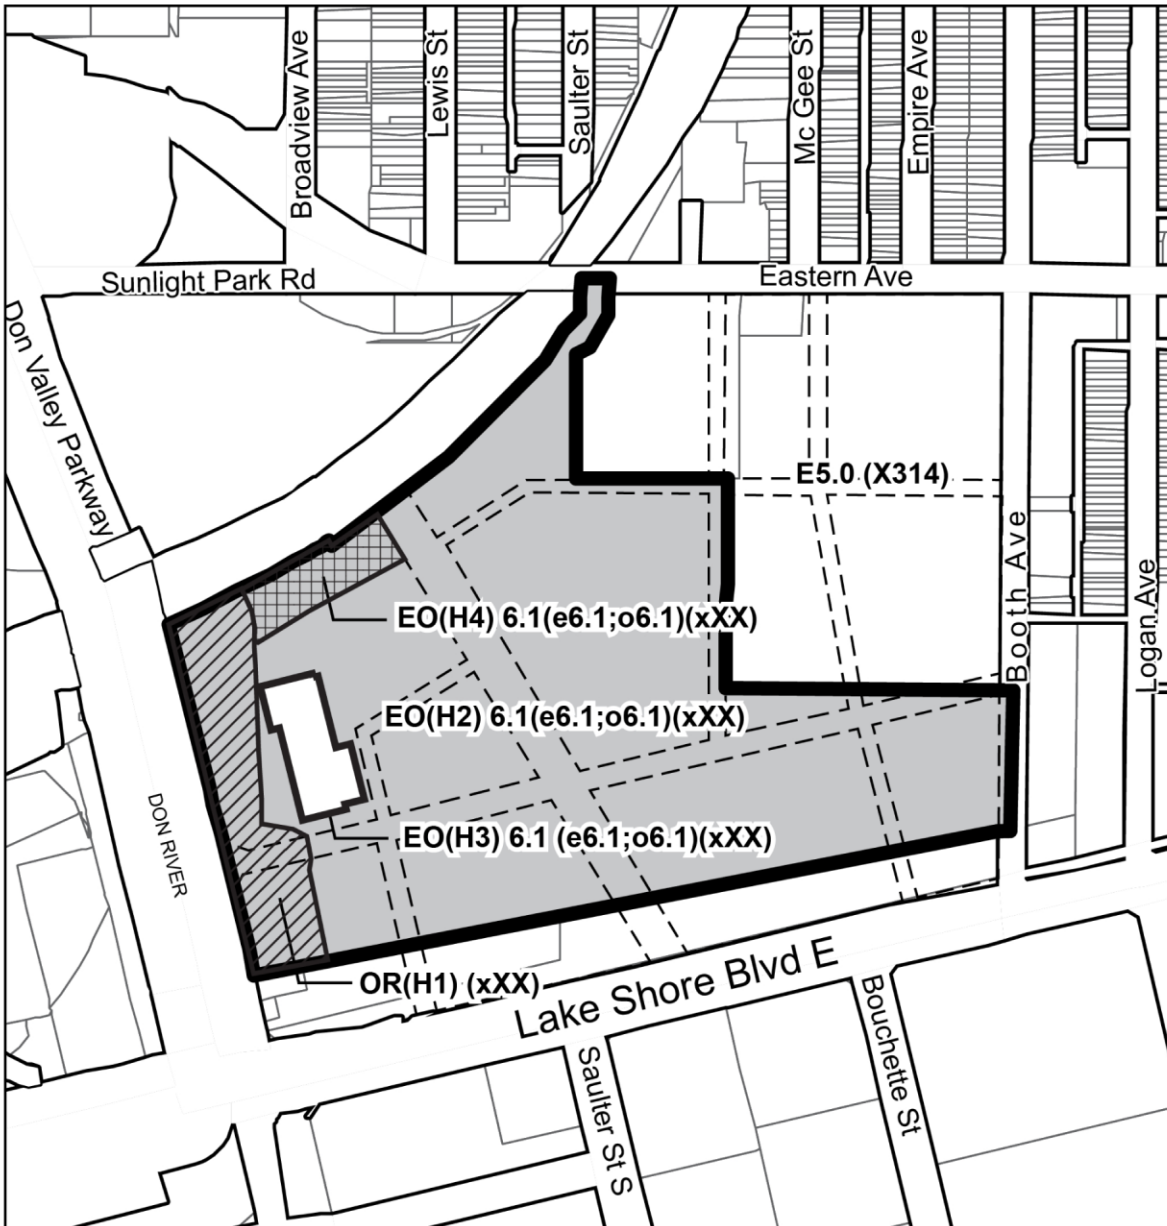 Broadview Ave
Lewis St
Saulter St
Mc Gee St
Empire Ave
Sunlight Park Rd
Eastern Ave
Don Valley Parkway
E5.0 (X314)
Booth Ave
Logan Ave
EO(H4) 6.1(e6.1;o6.1)(xXX)
EO(H2) 6.1(e6.1;o6.1)(xXX)
DON RIVER
EO(H3) 6.1 (e6.1;o6.1)(xXX)
OR(H1) (xXX)
Lake Shore Blvd E
Bouchette St
Saulter St S